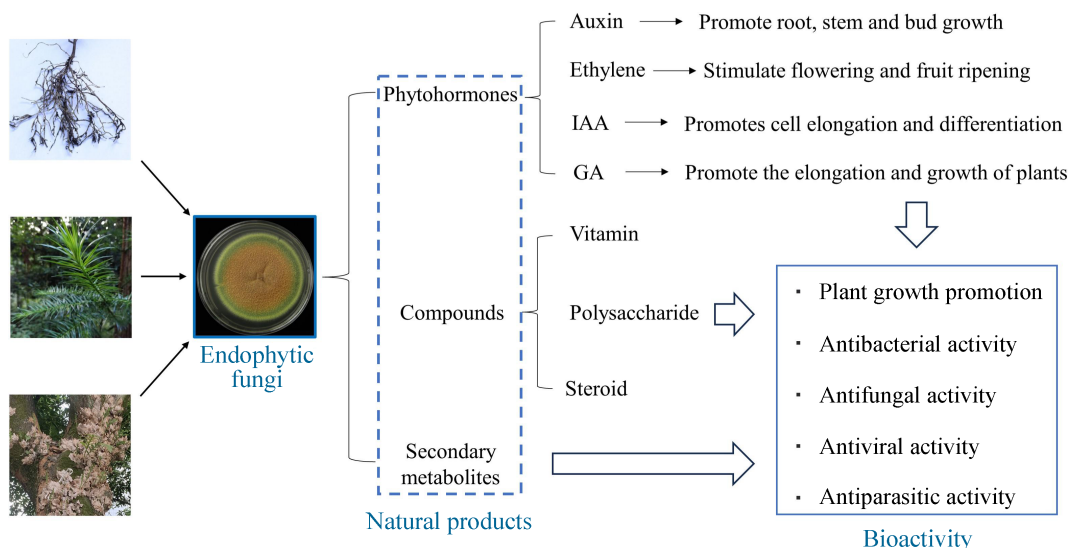 Auxin
Promote root, stem and bud growth
Ethylene
Stimulate flowering and fruit ripening
Phytohormones
IAA
Promotes cell elongation and differentiation
GA
Promote the elongation and growth of plants
Vitamin
Compounds
Polysaccharide
Steroid
Endophytic
fungi
Secondary
metabolites
Natural products
▪ Plant growth promotion
▪ Antibacterial activity
▪ Antifungal activity
▪ Antiviral activity
▪ Antiparasitic activity
Bioactivity